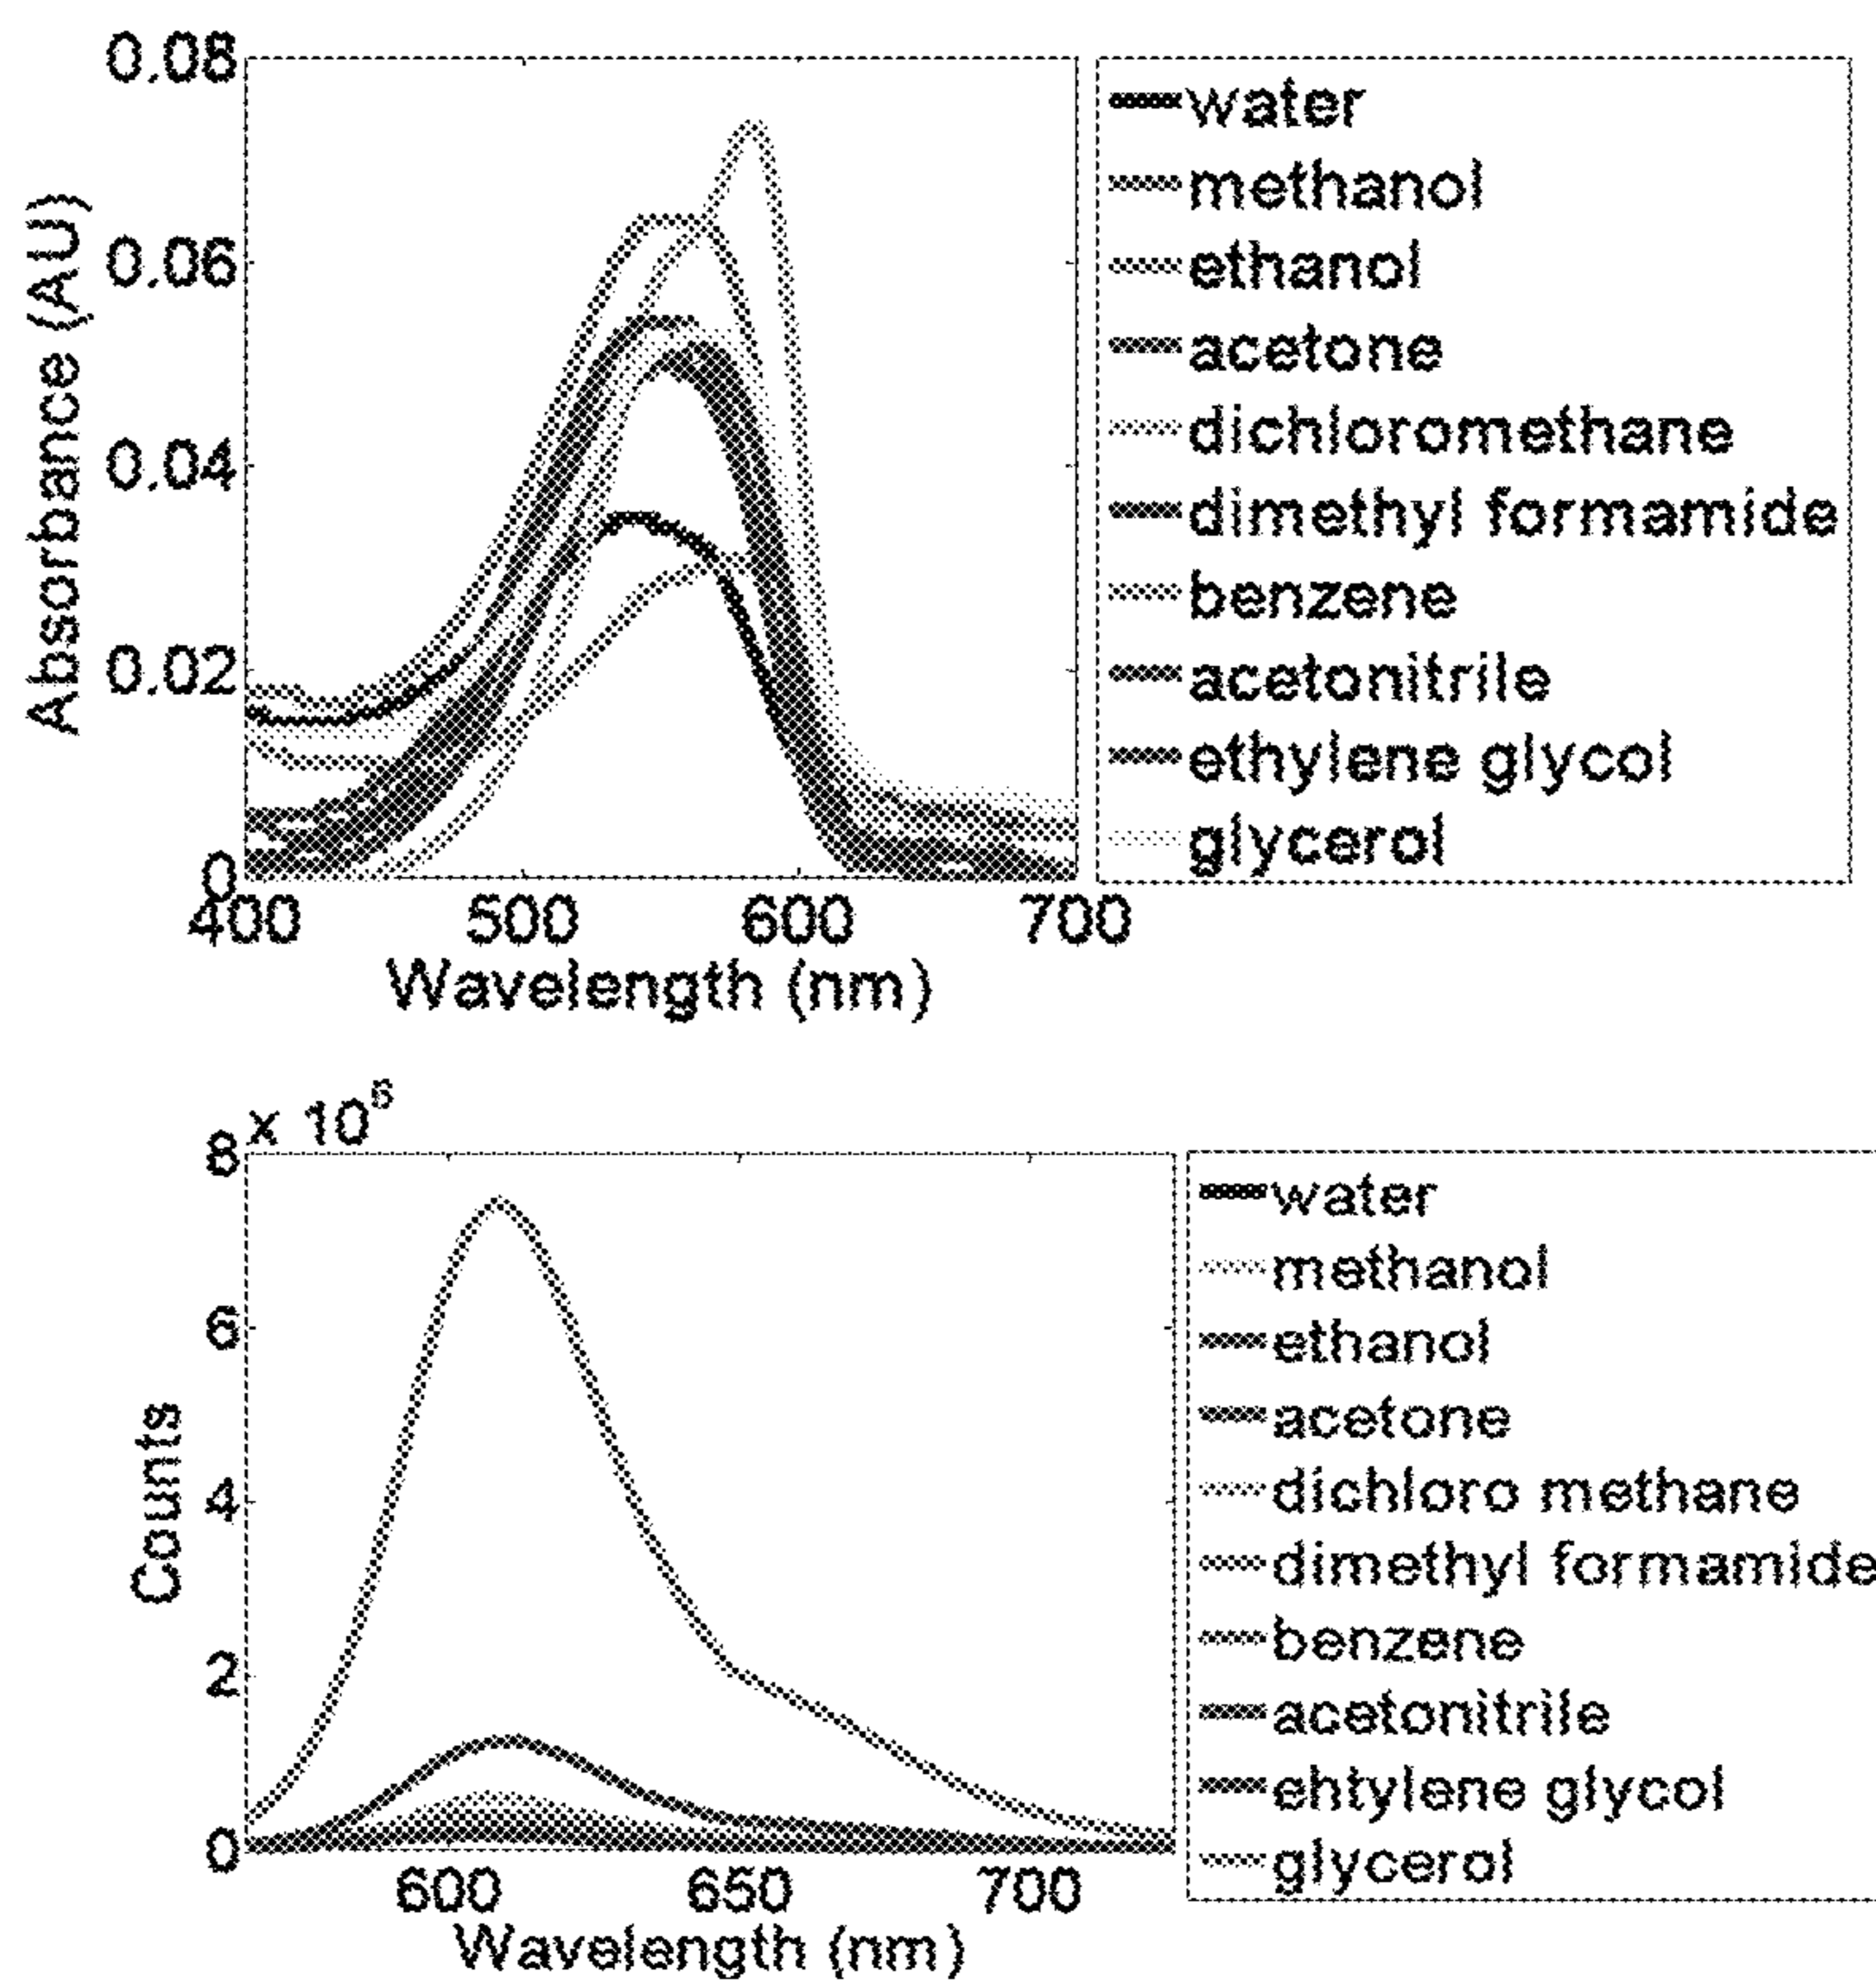 0.08
0.06
0.04
0.02
0
Absorbance (AU)
400 500 600 700
Wavelength (nm)
water
methanol
ethanol
acetone
dichloromethane
dimethyl formamide
benzene
acetonitrile
ethylene glycol
glycerol
x 10⁶
8
6
4
2
0
Counts
600 650 700
Wavelength (nm)
water
methanol
ethanol
acetone
dichloro methane
dimethyl formamide
benzene
acetonitrile
ehtylene glycol
glycerol